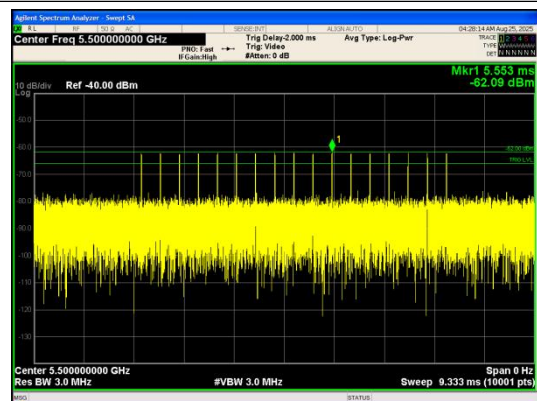 Agilent Spectrum Analyzer - Swept SA
RL RF 50 Ω AC SENSE:INT ALIGN AUTO 04:28:14 AM Aug 25, 2025
Center Freq 5.500000000 GHz
Trig Delay-2.000 ms Avg Type: Log-Pwr
TRACE 1 2 3 4 5
PNO: Fast Trig: Video
TYPE
IFGain:High #Atten: 0 dB
DET N N N N N N
Mkr1 5.553 ms
-62.09 dBm
10 dB/div Ref -40.00 dBm
Log
1
-50.0
-60.0
-62.00 dBm
TRIG LVL
-70.0
-80.0
-90.0
-100
-110
-120
-130
Center 5.500000000 GHz Span 0 Hz
Res BW 3.0 MHz #VBW 3.0 MHz Sweep 9.333 ms (10001 pts)
MSG STATUS